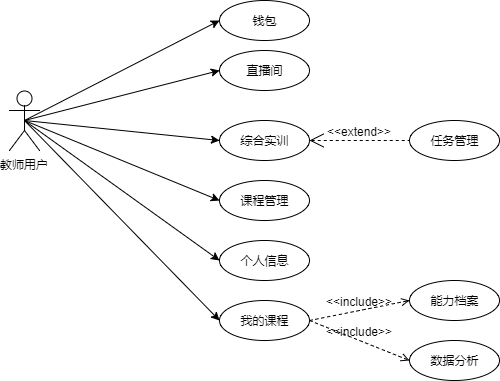 钱包
直播间
<<extend>>
综合实训
任务管理
教师用户
课程管理
个人信息
<<include>>
能力档案
我的课程
<<include>>
数据分析